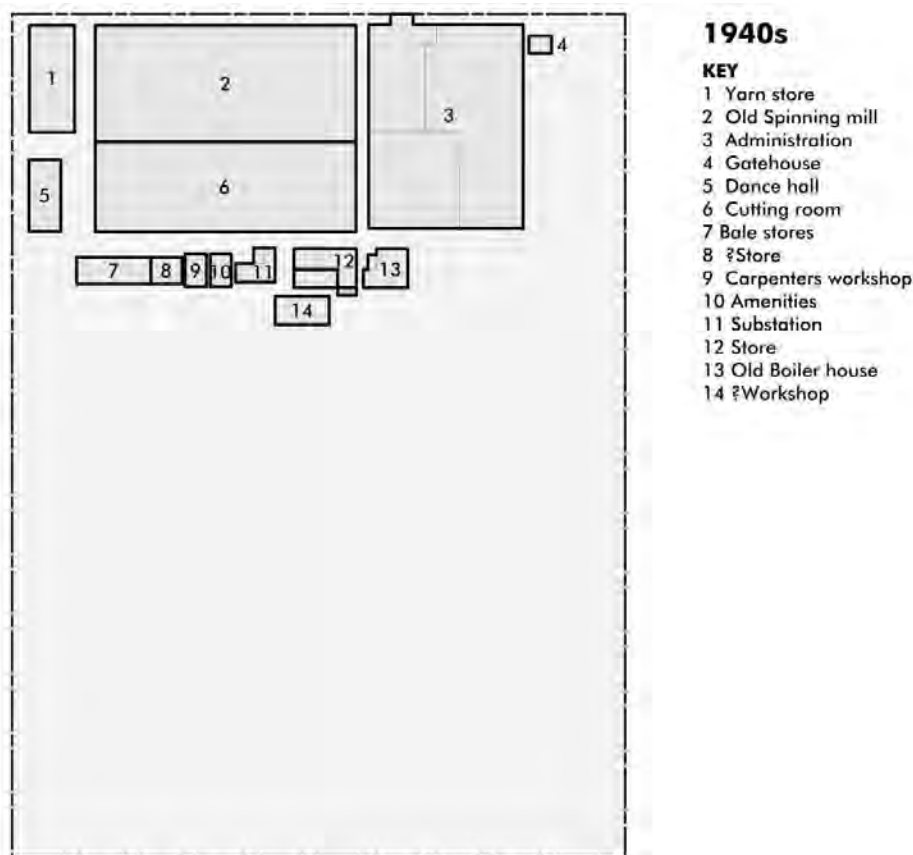 1940s
KEY
1 Yarn store
2 Old Spinning mill
3 Administration
4 Gatehouse
5 Dance hall
6 Cutting room
7 Bale stores
8 ?Store
9 Carpenters workshop
10 Amenities
11 Substation
12 Store
13 Old Boiler house
14 ?Workshop
1
2
3
4
5
6
7
8
9
10
11
12
13
14